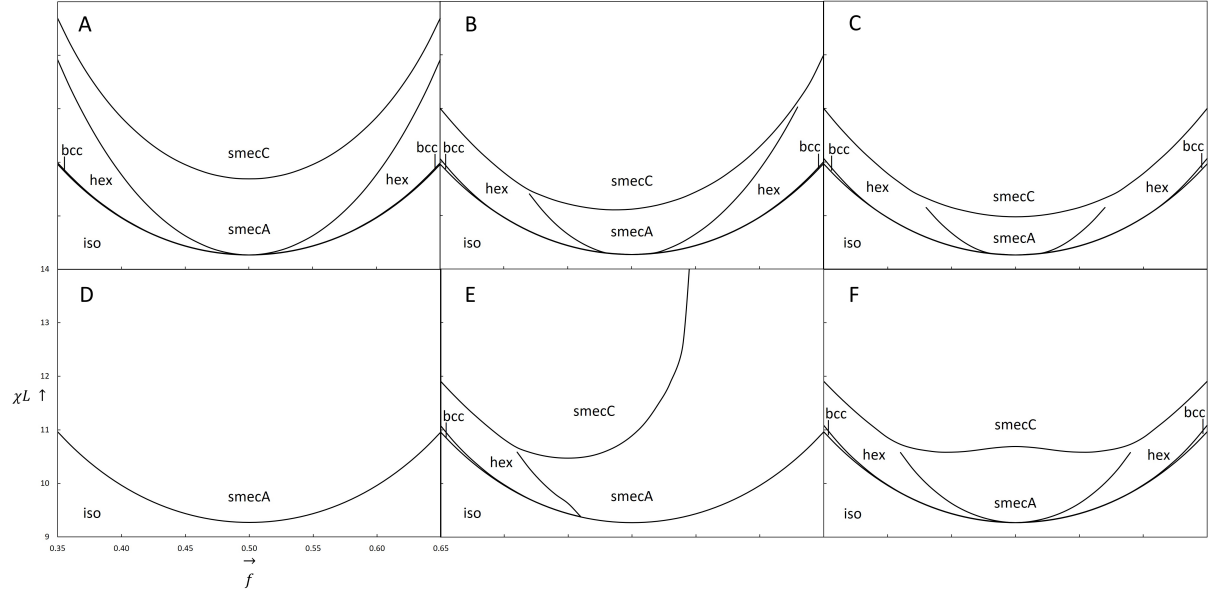 A
B
C
smecC
smecC
smecC
bcc
bcc
bcc
bcc
bcc
bcc
hex
hex
hex
hex
hex
hex
smecA
smecA
smecA
iso
iso
iso
14
D
E
F
13
12
χL ↑
smecC
smecC
11
bcc
bcc
bcc
hex
hex
hex
10
smecA
smecA
smecA
iso
iso
iso
9
0.35
0.40
0.45
0.50
0.55
0.60
0.65
→
f